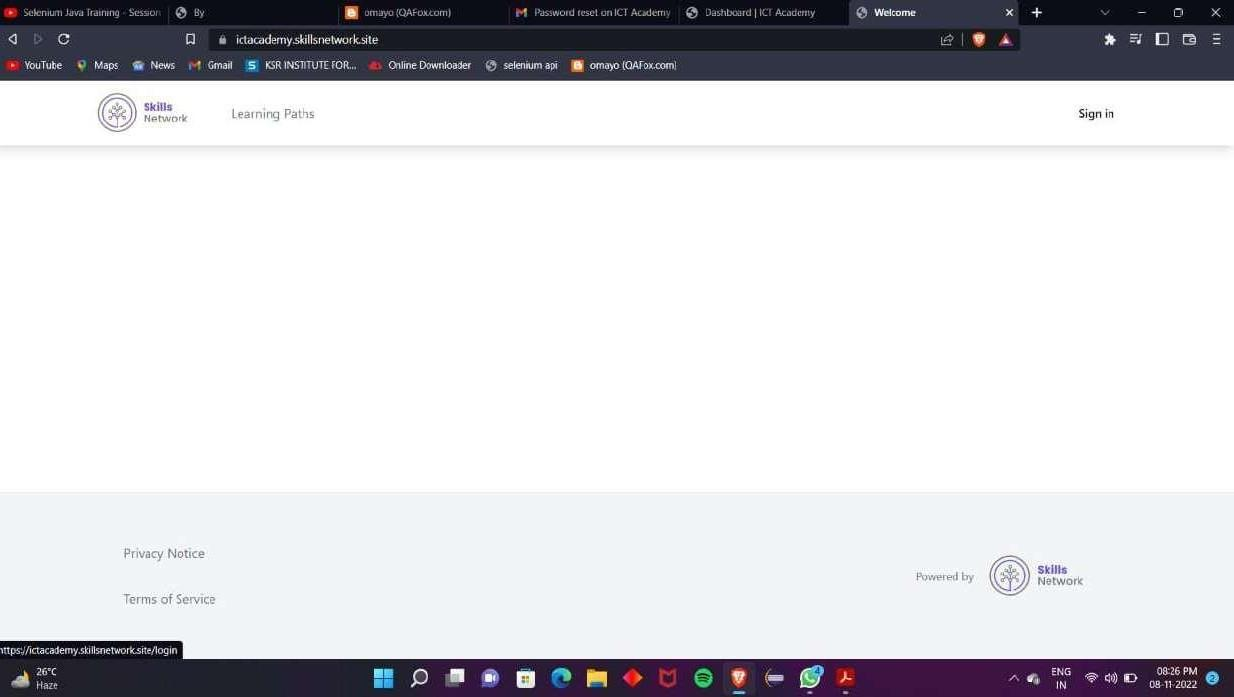 Selenium Java Training - Session
By
omayo (QAFox.com)
Password reset on ICT Academy
Dashboard | ICT Academy
Welcome
ictacademy.skillsnetwork.site
YouTube
Maps
News
Gmail
KSR INSTITUTE FOR...
Online Downloader
selenium api
omayo (QAFox.com)
Skills
Network
Learning Paths
Sign in
Privacy Notice
Terms of Service
Powered by
Skills
Network
https://ictacademy.skillsnetwork.site/login
26°C
Haze
4
ENG
IN
08:26 PM
08-11-2022
2